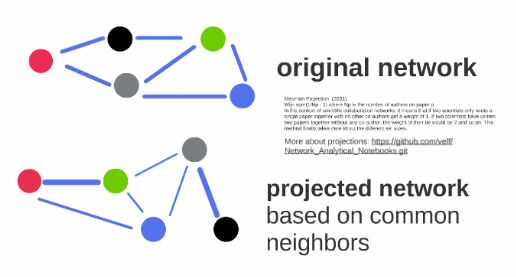 original network
Newman Projection (2001)
Wij= sum(1/Np - 1) where Np is the number of authors on paper p.
In the context of scientific collaboration networks, it means that if two scientists only wrote a
single paper together with no other co-authors get a weight of 1. If two scientists have written
two papers together without any co-author, the weight of their tie would be 2 and so on. This
method finally takes care about the different set sizes.
More about projections: https://github.com/velf/
Network_Analytical_Notebooks.git
projected network
based on common
neighbors